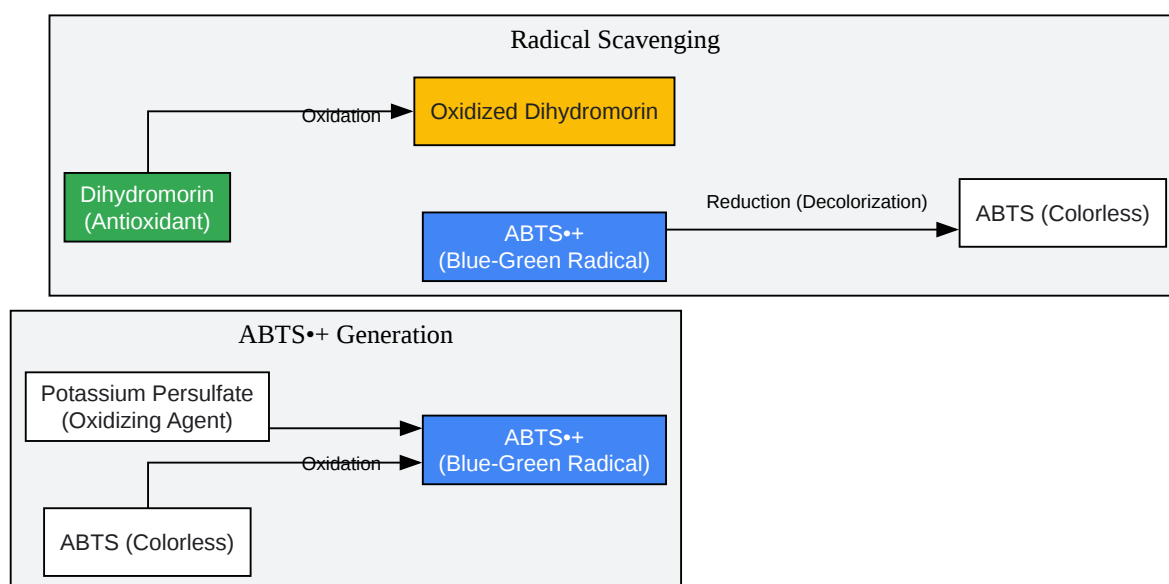 Radical Scavenging
Oxidation
Oxidized Dihydromorin
Dihydromorin
(Antioxidant)
Reduction (Decolorization)
ABTS (Colorless)
ABTS•+
(Blue-Green Radical)
ABTS•+ Generation
Potassium Persulfate
(Oxidizing Agent)
ABTS•+
(Blue-Green Radical)
Oxidation
ABTS (Colorless)